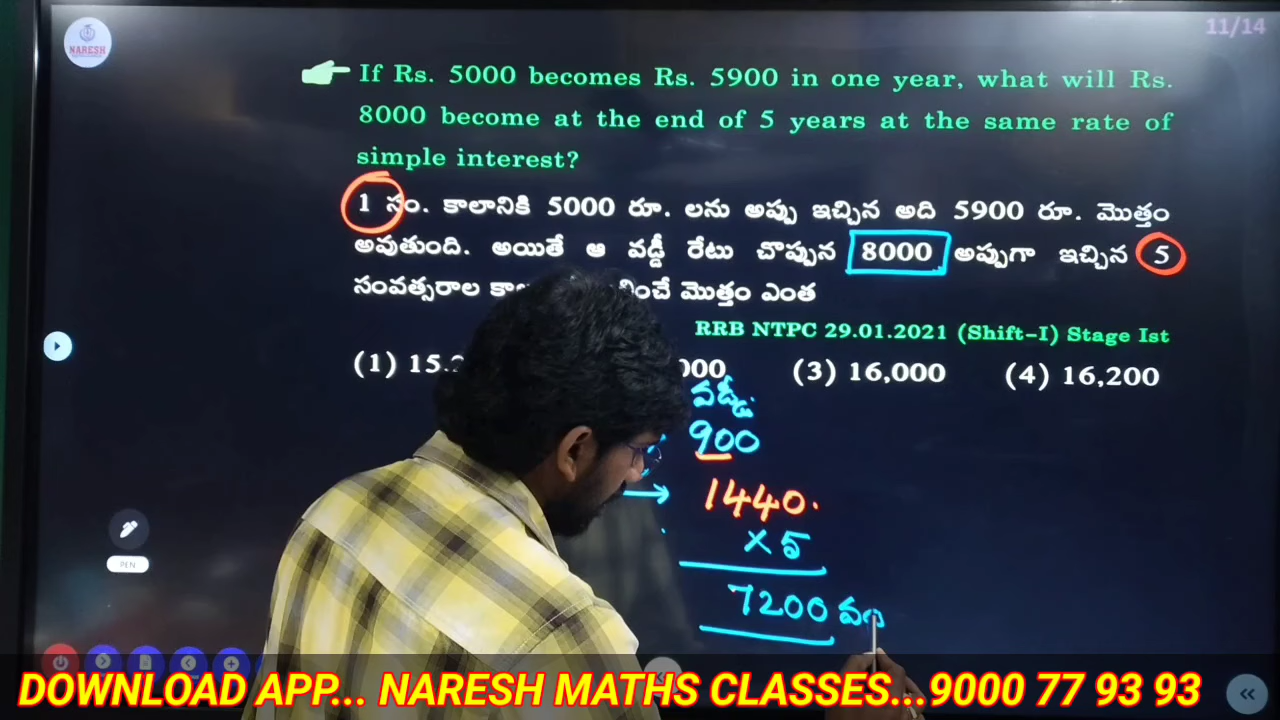 NARESH
11/14
If Rs. 5000 becomes Rs. 5900 in one year, what will Rs.
8000 become at the end of 5 years at the same rate of
simple interest?
1 సం. కాలానికి 5000 రూ. లను అప్పు ఇచ్చిన అది 5900 రూ. మొత్తం
అవుతుంది. అయితే ఆ వడ్డీ రేటు చొప్పున 8000 అప్పుగా ఇచ్చిన 5
సంవత్సరాల మొత్తం ఎంత
RRB NTPC 29.01.2021 (Shift-I) Stage Ist
(1) 15. 000 (3) 16,000 (4) 16,200
వడ్డీ
900
→ 1440.
×5
7200
PEN
DOWNLOAD APP... NARESH MATHS CLASSES...9000 77 93 93